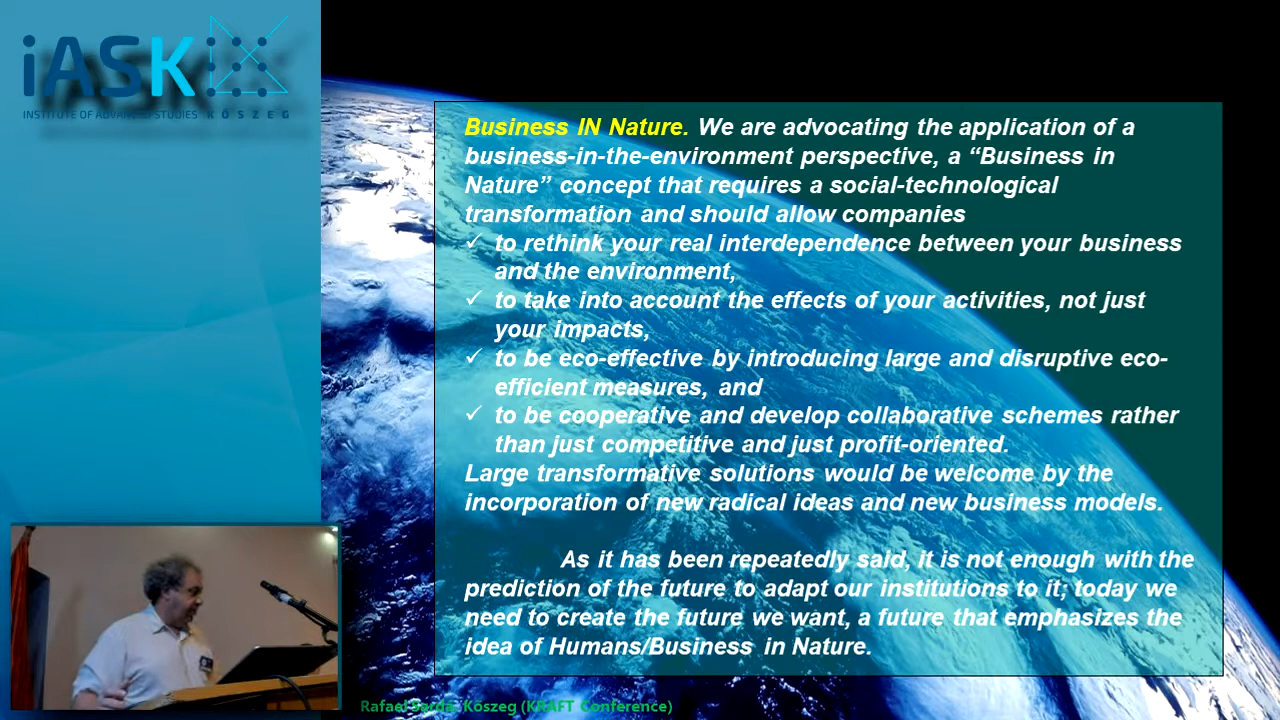 iASK
INSTITUTE OF ADVANCED STUDIES KŐSZEG
Business IN Nature. We are advocating the application of a
business-in-the-environment perspective, a “Business in
Nature” concept that requires a social-technological
transformation and should allow companies
✓ to rethink your real interdependence between your business
and the environment,
✓ to take into account the effects of your activities, not just
your impacts,
✓ to be eco-effective by introducing large and disruptive eco-
efficient measures, and
✓ to be cooperative and develop collaborative schemes rather
than just competitive and just profit-oriented.
Large transformative solutions would be welcome by the
incorporation of new radical ideas and new business models.
As it has been repeatedly said, it is not enough with the
prediction of the future to adapt our institutions to it; today we
need to create the future we want, a future that emphasizes the
idea of Humans/Business in Nature.
Rafael Sardá, Köszeg (KRAFT Conference)